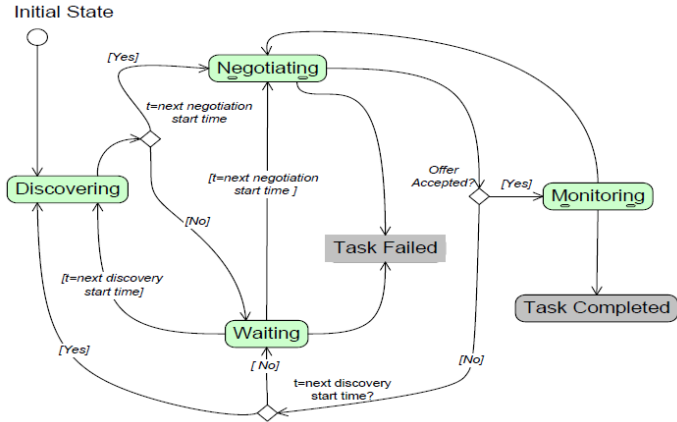 Initial State
[Yes]
Negotiating
t=next negotiation
start time
Offer
Accepted?
[Yes]
Discovering
[t=next negotiation
start time ]
Monitoring
[No]
Task Failed
[t=next discovery
start time]
Task Completed
Waiting
[Yes]
[ No]
[No]
t=next discovery
start time?